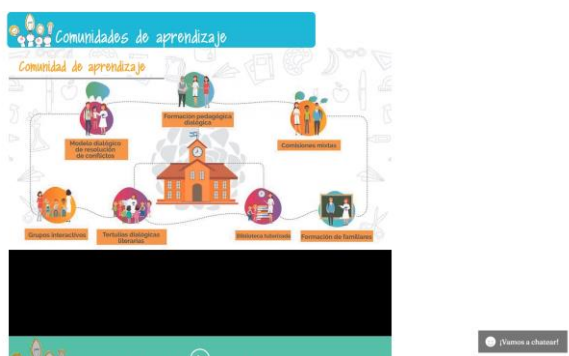 Comunidades de aprendizaje
Comunidad de aprendizaje
Formación pedagógica
dialógica
Modelo dialógico
de resolución
de conflictos
Comisiones mixtas
Grupos Interactivos
Tertulias dialógicas
literarias
Biblioteca tutorizada
Formación de familiares
¡Vamos a chatear!